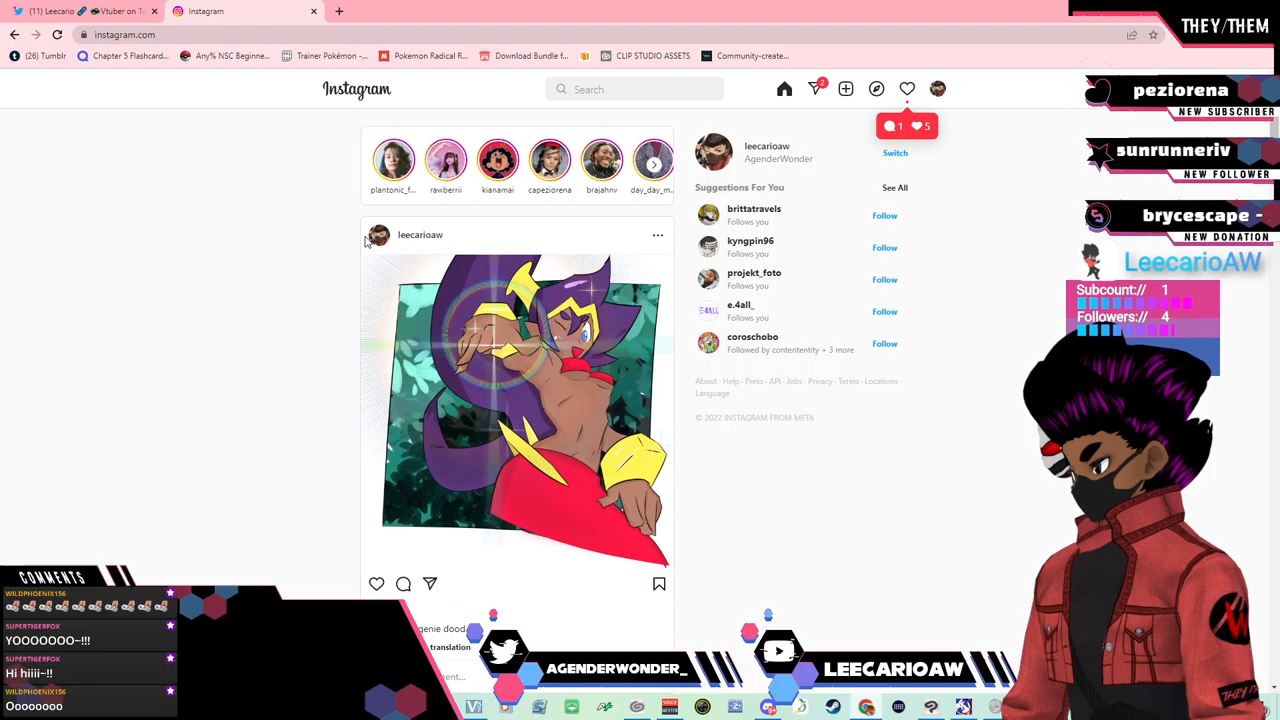 (11) Leecario 🔗 🐢Vtuber on Tw
Instagram
THEY/THEM
instagram.com
(26) Tumblr
Chapter 5 Flashcard...
Any% NSC Beginne...
Trainer Pokémon -...
Pokemon Radical R...
Download Bundle f...
CLIP STUDIO ASSETS
Community-create...
Instagram
Search
2
1
5
peziorena
NEW SUBSCRIBER
sunrunneriv
NEW FOLLOWER
brycescape -
NEW DONATION
LeecarioAW
Subcount:// 1
Followers:// 4
plantonic_f...
rawberrii
kianamai
capeziorena
brajahnv
day_day_m...
leecarioaw
AgenderWonder
Switch
Suggestions For You
See All
brittatravels
Follows you
Follow
kyngpin96
Follows you
Follow
projekt_foto
Follows you
Follow
e.4all_
Follows you
Follow
coroschobo
Followed by contententity + 3 more
Follow
About · Help · Press · API · Jobs · Privacy · Terms · Locations ·
Language
© 2022 INSTAGRAM FROM META
leecarioaw
genie dood
translation
ment...
COMMENTS
WILDPHOENIX156
SUPERTIGERFOX
YOOOOOOO~!!!
SUPERTIGERFOX
Hi hiiii~!!
WILDPHOENIX156
Ooooooo
AGENDERWONDER_
LEECARIOAW